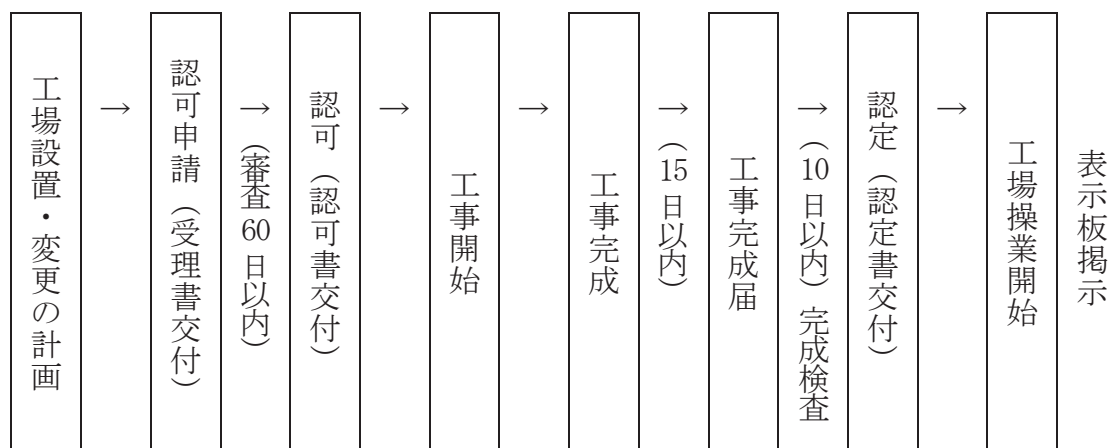 工場設置・変更の計画
→
認可申請（受理書交付）
→（審査60日以内）
認可（認可書交付）
→
工事開始
→
工事完成
→（15日以内）
工事完成届
→（10日以内）完成検査
認定（認定書交付）
→
工場操業開始
表示板掲示